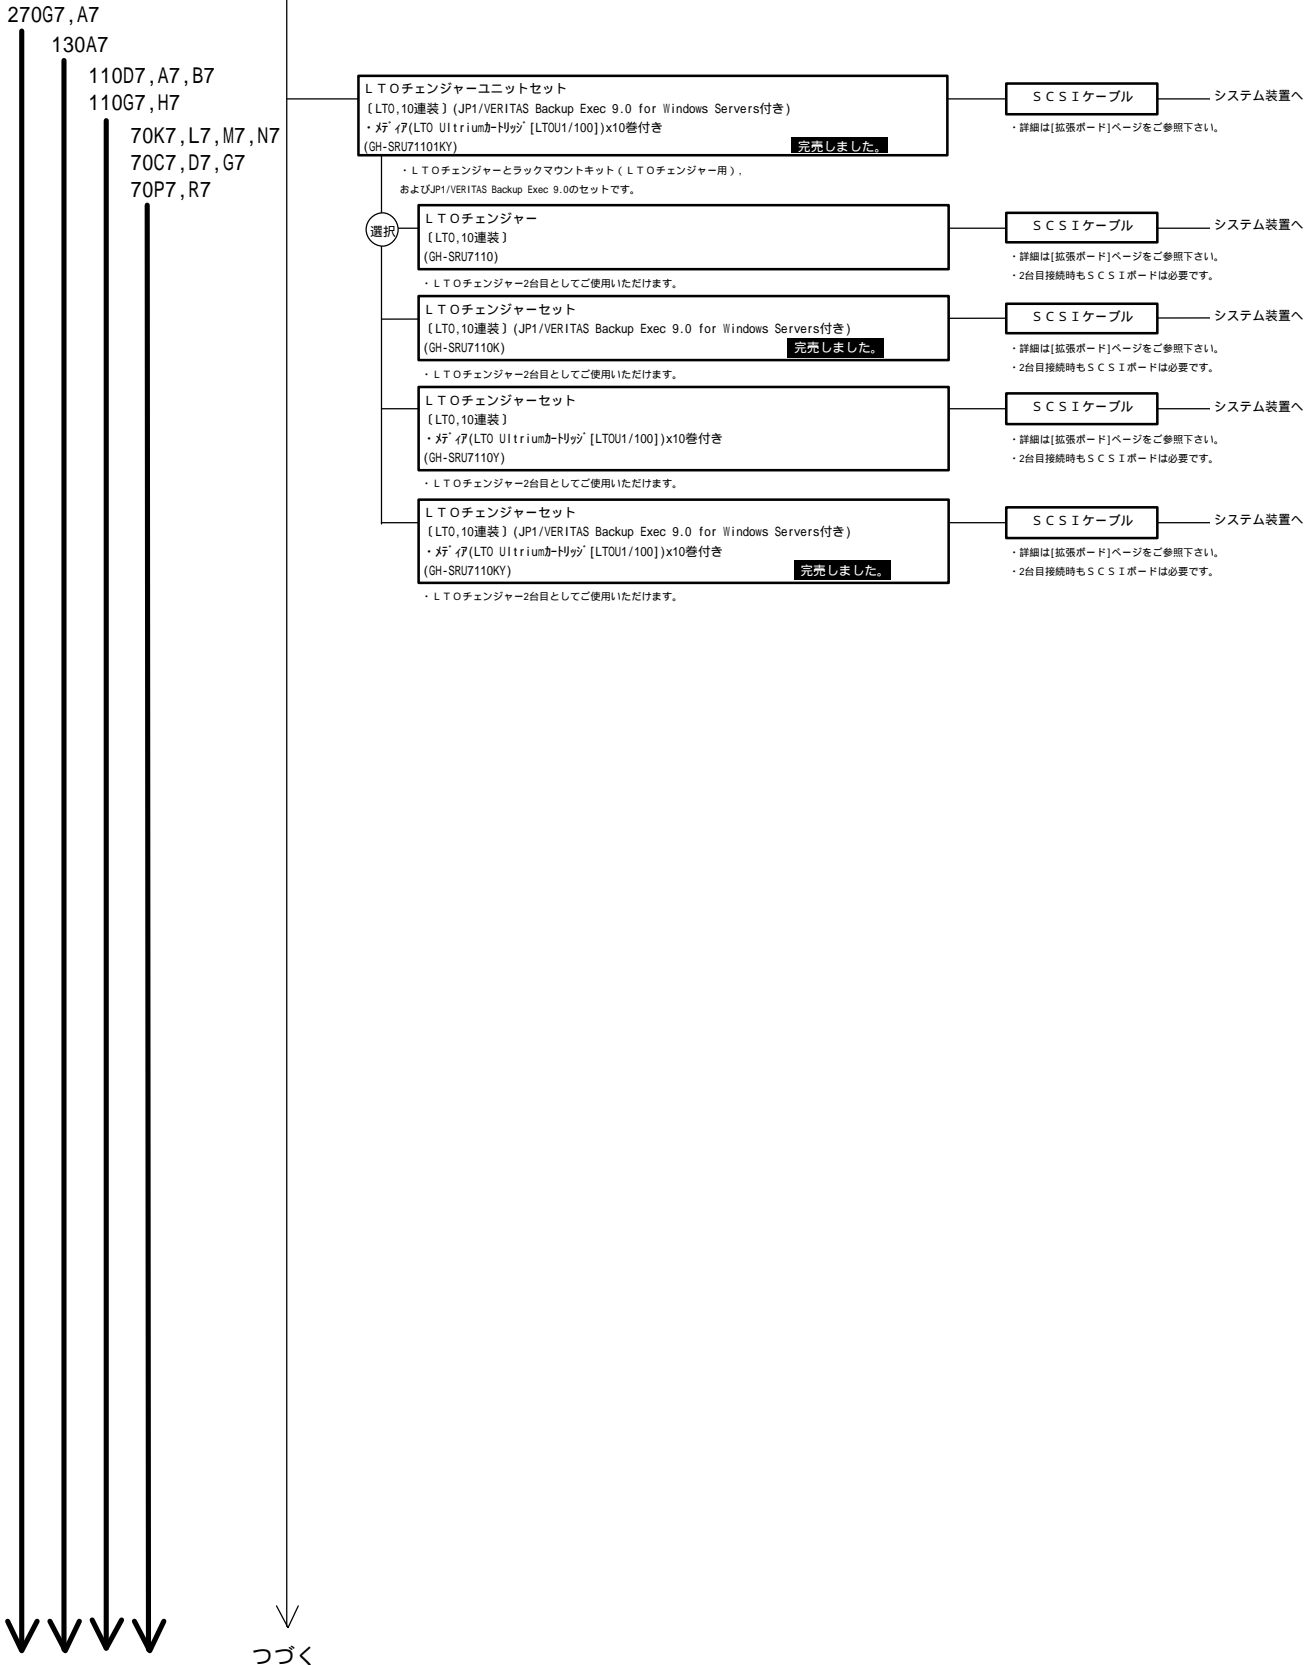 270G7,A7
130A7
110D7,A7,B7
110G7,H7
70K7,L7,M7,N7
70C7,D7,G7
70P7,R7
ＬＴＯチェンジャーユニットセット
〔LTO,10連装〕(JP1/VERITAS Backup Exec 9.0 for Windows Servers付き)
・ﾒﾃﾞｨｱ(LTO Ultriumｶｰﾄﾘｯｼﾞ[LTOU1/100])x10巻付き
(GH-SRU71101KY)
完売しました。
ＳＣＳＩケーブル
システム装置へ
・詳細は[拡張ボード]ページをご参照下さい。
・ＬＴＯチェンジャーとラックマウントキット（ＬＴＯチェンジャー用）,
およびJP1/VERITAS Backup Exec 9.0のセットです。
選択
ＬＴＯチェンジャー
〔LTO,10連装〕
(GH-SRU7110)
ＳＣＳＩケーブル
システム装置へ
・詳細は[拡張ボード]ページをご参照下さい。
・2台目接続時もＳＣＳＩボードは必要です。
・ＬＴＯチェンジャー2台目としてご使用いただけます。
ＬＴＯチェンジャーセット
〔LTO,10連装〕(JP1/VERITAS Backup Exec 9.0 for Windows Servers付き)
(GH-SRU7110K)
完売しました。
ＳＣＳＩケーブル
システム装置へ
・詳細は[拡張ボード]ページをご参照下さい。
・2台目接続時もＳＣＳＩボードは必要です。
・ＬＴＯチェンジャー2台目としてご使用いただけます。
ＬＴＯチェンジャーセット
〔LTO,10連装〕
・ﾒﾃﾞｨｱ(LTO Ultriumｶｰﾄﾘｯｼﾞ[LTOU1/100])x10巻付き
(GH-SRU7110Y)
ＳＣＳＩケーブル
システム装置へ
・詳細は[拡張ボード]ページをご参照下さい。
・2台目接続時もＳＣＳＩボードは必要です。
・ＬＴＯチェンジャー2台目としてご使用いただけます。
ＬＴＯチェンジャーセット
〔LTO,10連装〕(JP1/VERITAS Backup Exec 9.0 for Windows Servers付き)
・ﾒﾃﾞｨｱ(LTO Ultriumｶｰﾄﾘｯｼﾞ[LTOU1/100])x10巻付き
(GH-SRU7110KY)
完売しました。
ＳＣＳＩケーブル
システム装置へ
・詳細は[拡張ボード]ページをご参照下さい。
・2台目接続時もＳＣＳＩボードは必要です。
・ＬＴＯチェンジャー2台目としてご使用いただけます。
つづく